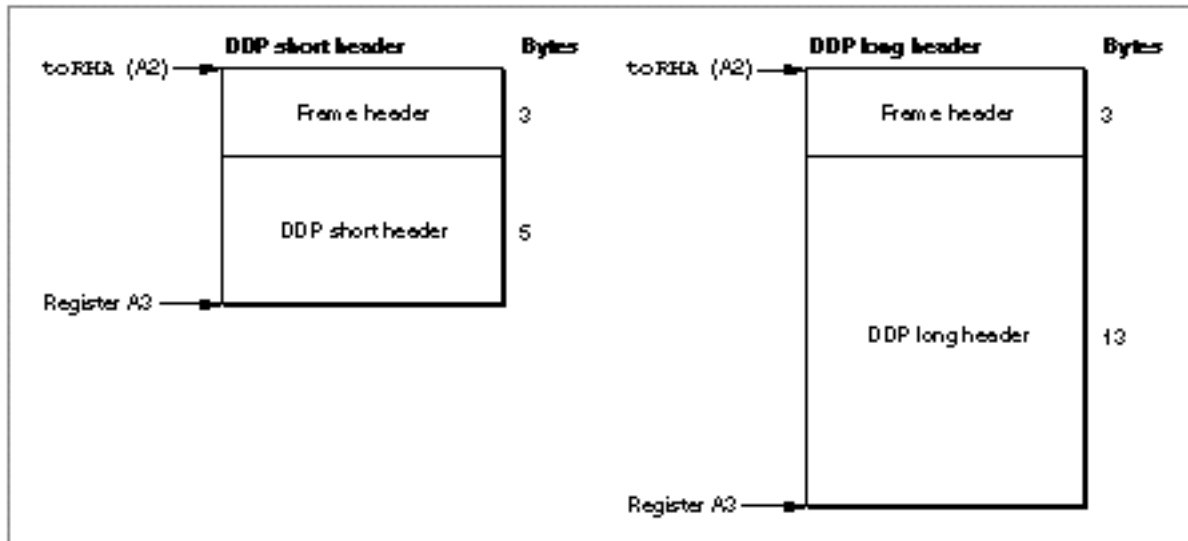 DDP short header Bytes
toRHA (A2)
Frame header 3
DDP short header 5
Register A3
DDP long header Bytes
toRHA (A2)
Frame header 3
DDP long header 13
Register A3